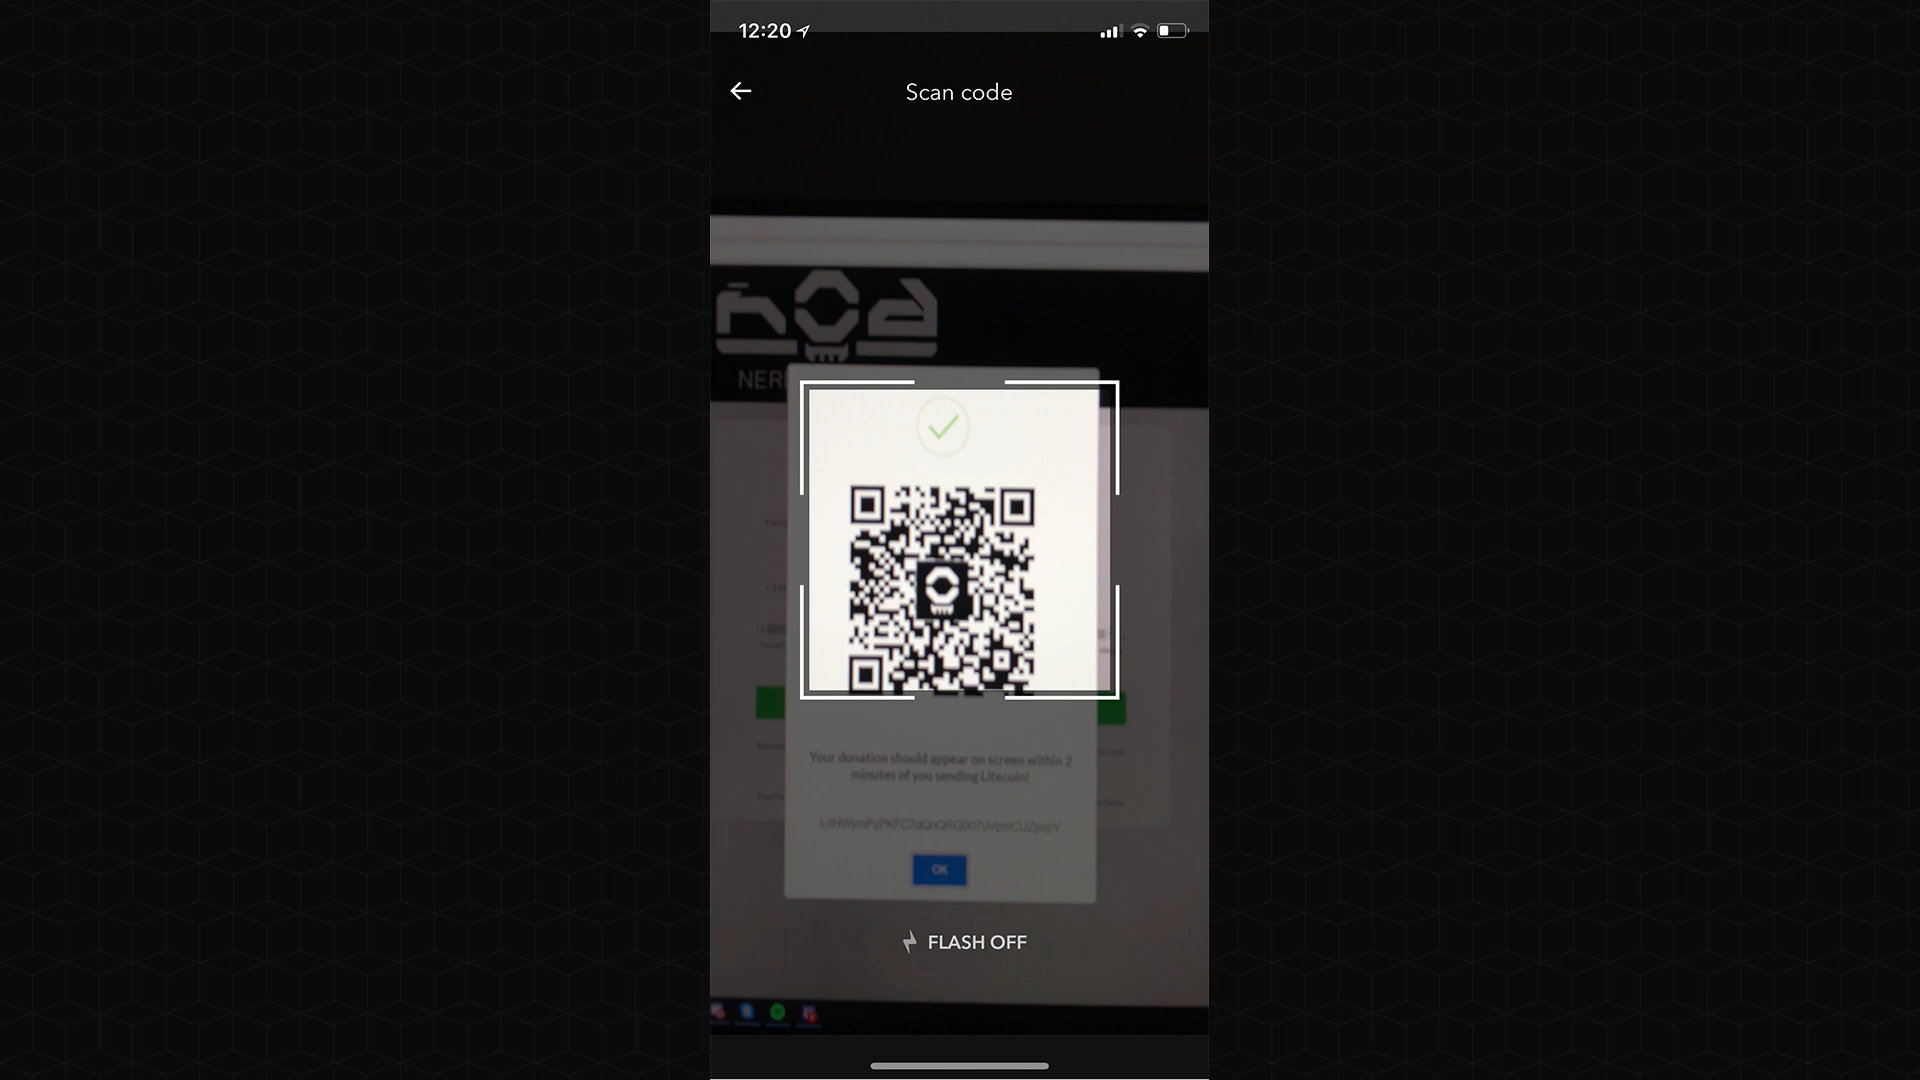 12:20
Scan code
NER
Your donation should appear on screen within 2
minutes of you sending Litecoin!
OK
FLASH OFF